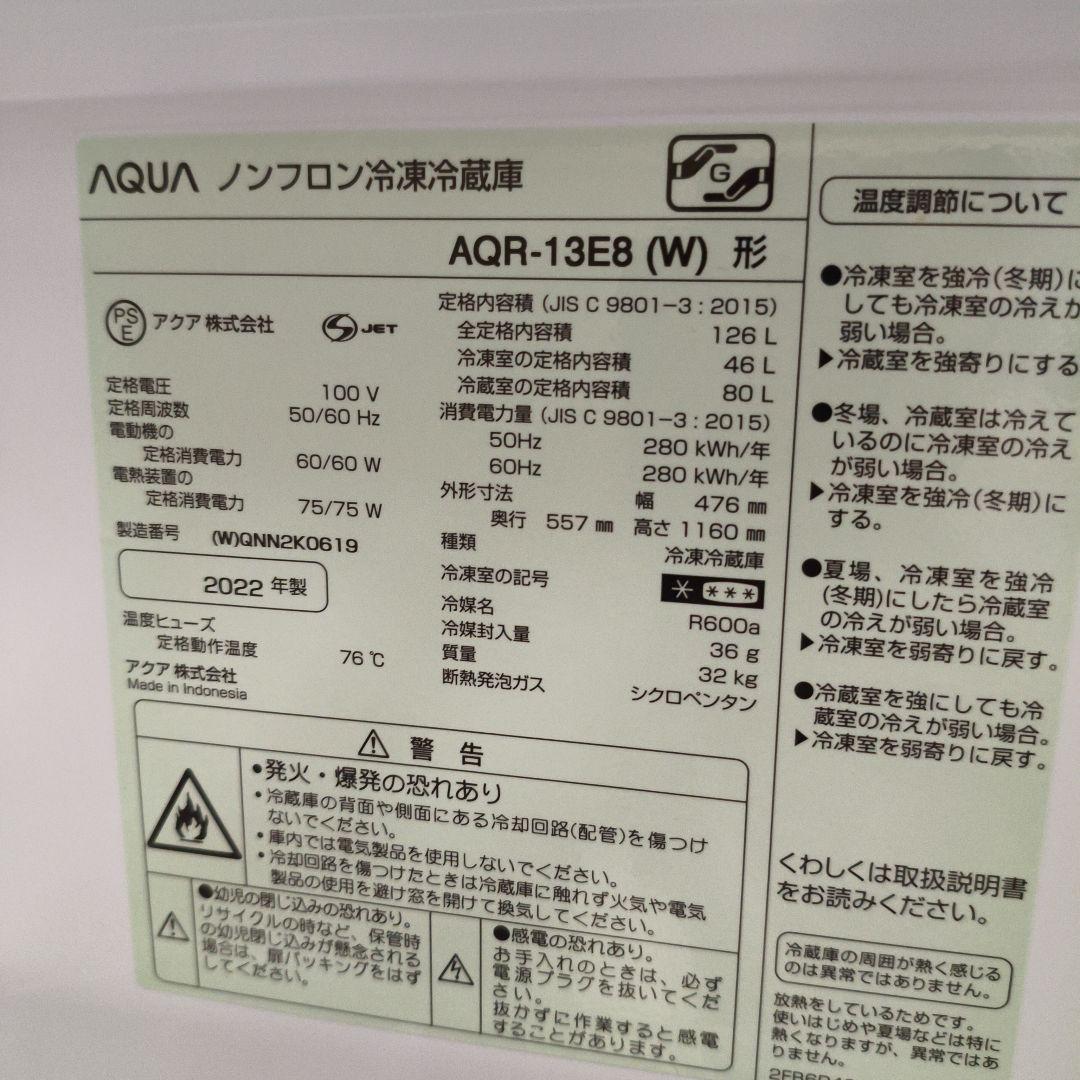 AQUA ノンフロン冷凍冷蔵庫
G
AQR-13E8 (W) 形
PS
E
アクア 株式会社
JET
定格電圧 100 V
定格周波数 50/60 Hz
電動機の
定格消費電力 60/60 W
電熱装置の
定格消費電力 75/75 W
製造番号 (W)QNN2K0619
2022 年製
温度ヒューズ
定格動作温度 76 ℃
アクア 株式会社
Made in Indonesia
定格内容積 (JIS C 9801-3 : 2015)
全定格内容積 126 L
冷凍室の定格内容積 46 L
冷蔵室の定格内容積 80 L
消費電力量 (JIS C 9801-3 : 2015)
50Hz 280 kWh/年
60Hz 280 kWh/年
外形寸法 幅 476 ㎜
奥行 557 ㎜ 高さ 1160 ㎜
種類 冷凍冷蔵庫
冷凍室の記号 * ***
冷媒名 R600a
冷媒封入量 36 g
質量 32 kg
断熱発泡ガス シクロペンタン
警告
●発火・爆発の恐れあり
・冷蔵庫の背面や側面にある冷却回路(配管)を傷つけ
ないでください。
・庫内では電気製品を使用しないでください。
・冷却回路を傷つけたときは冷蔵庫に触れず火気や電気
製品の使用を避け窓を開けて換気してください。
●幼児の閉じ込みの恐れあり。
リサイクルの時など、保管時
の幼児閉じ込みが懸念される
場合は、扉パッキングをはず
してください。
●感電の恐れあり。
お手入れのときは、必ず
電源プラグを抜いてくだ
さい。
抜かずに作業すると感電
することがあります。
温度調節について
●冷凍室を強冷(冬期)に
しても冷凍室の冷えが
弱い場合。
▶冷蔵室を強寄りにする
●冬場、冷蔵室は冷えて
いるのに冷凍室の冷え
が弱い場合。
▶冷凍室を強冷(冬期)に
する。
●夏場、冷凍室を強冷
(冬期)にしたら冷蔵室
の冷えが弱い場合。
▶冷凍室を弱寄りに戻す。
●冷蔵室を強にしても冷
蔵室の冷えが弱い場合。
▶冷凍室を弱寄りに戻す。
くわしくは取扱説明書
をお読みください。
冷蔵庫の周囲が熱く感じる
のは異常ではありません。
放熱をしているためです。
使いはじめや夏場などは特に
熱くなりますが、異常ではあ
りません。